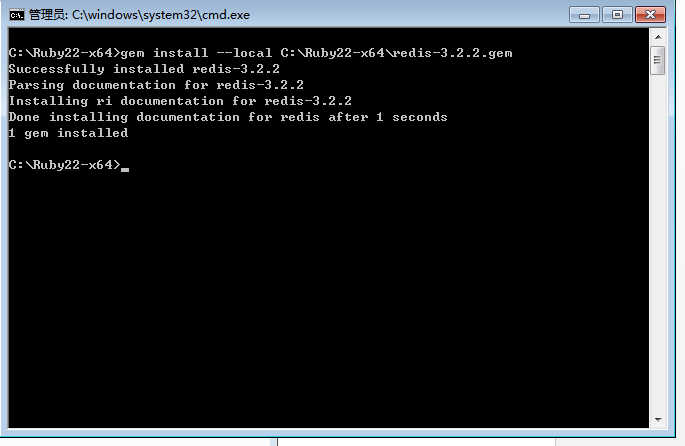 管理员: C:\windows\system32\cmd.exe
C:\Ruby22-x64>gem install --local C:\Ruby22-x64\redis-3.2.2.gem
Successfully installed redis-3.2.2
Parsing documentation for redis-3.2.2
Installing ri documentation for redis-3.2.2
Done installing documentation for redis after 1 seconds
1 gem installed
C:\Ruby22-x64>